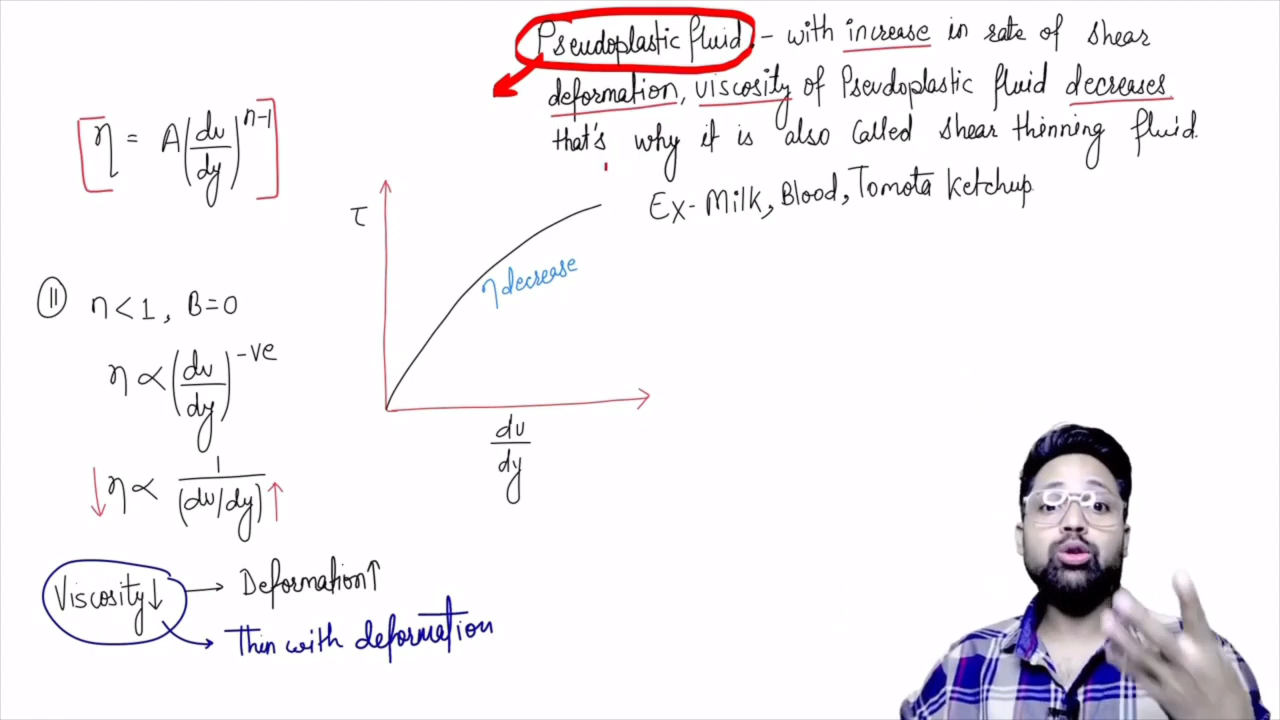 Pseudoplastic fluid :- with increase in rate of shear
deformation, viscosity of Pseudoplastic fluid decreases
that's why it is also called shear thinning fluid.
Ex- Milk, Blood, Tomota Ketchup
[η = A(du/dy)^n-1]
τ
η decrease
du/dy
II n<1, B=0
η ∝ (du/dy)^-ve
↓η ∝ 1/(du/dy)↑
Viscosity↓ → Deformation↑
→ Thin with deformation